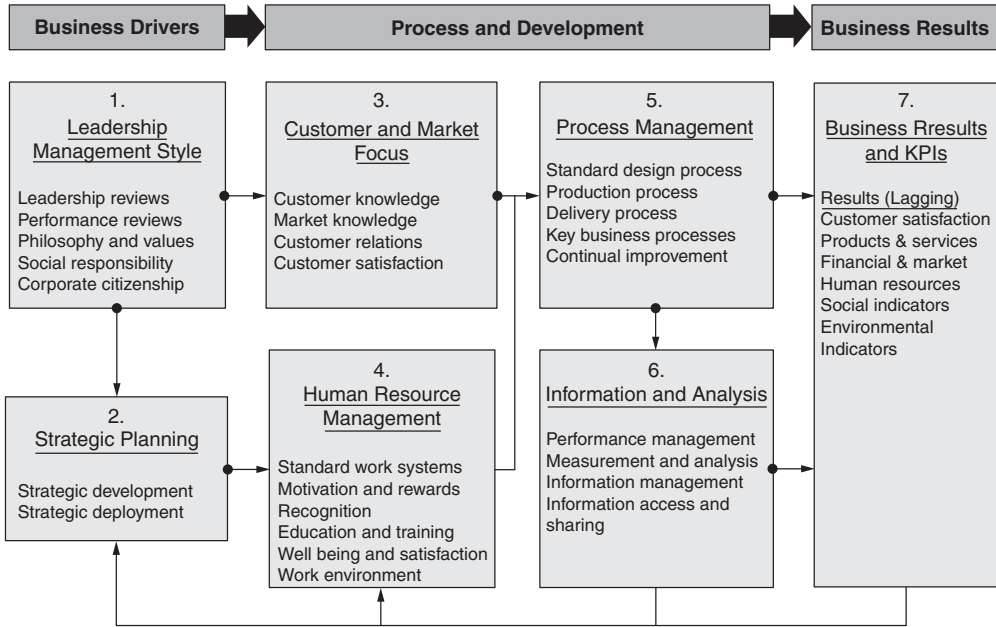 Business Drivers
Process and Development
Business Results
1.
Leadership
Management Style
Leadership reviews
Performance reviews
Philosophy and values
Social responsibility
Corporate citizenship
2.
Strategic Planning
Strategic development
Strategic deployment
3.
Customer and Market
Focus
Customer knowledge
Market knowledge
Customer relations
Customer satisfaction
4.
Human Resource
Management
Standard work systems
Motivation and rewards
Recognition
Education and training
Well being and satisfaction
Work environment
5.
Process Management
Standard design process
Production process
Delivery process
Key business processes
Continual improvement
6.
Information and Analysis
Performance management
Measurement and analysis
Information management
Information access and
sharing
7.
Business Rresults
and KPIs
Results (Lagging)
Customer satisfaction
Products & services
Financial & market
Human resources
Social indicators
Environmental
Indicators